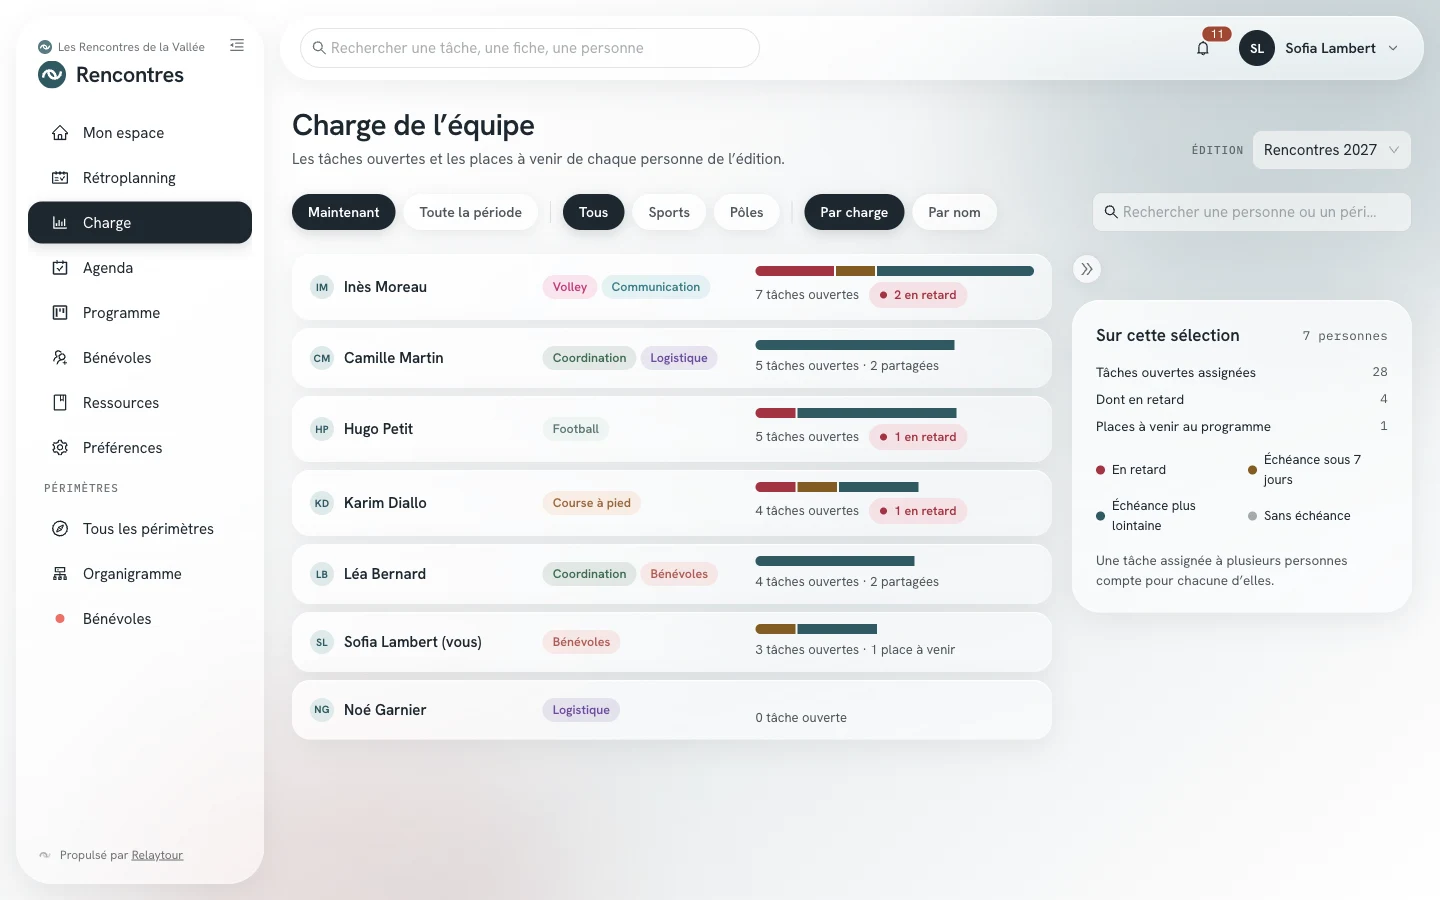 Les Rencontres de la Vallée
Rencontres
Mon espace
Rétroplanning
Charge
Agenda
Programme
Bénévoles
Ressources
Préférences
PÉRIMÈTRES
Tous les périmètres
Organigramme
Bénévoles
Propulsé par Relaytour
Rechercher une tâche, une fiche, une personne
11
SL
Sofia Lambert
Charge de l’équipe
Les tâches ouvertes et les places à venir de chaque personne de l’édition.
ÉDITION
Rencontres 2027
Maintenant
Toute la période
Tous
Sports
Pôles
Par charge
Par nom
Rechercher une personne ou un péri…
IM
Inès Moreau
Volley
Communication
7 tâches ouvertes
2 en retard
CM
Camille Martin
Coordination
Logistique
5 tâches ouvertes · 2 partagées
HP
Hugo Petit
Football
5 tâches ouvertes
1 en retard
KD
Karim Diallo
Course à pied
4 tâches ouvertes
1 en retard
LB
Léa Bernard
Coordination
Bénévoles
4 tâches ouvertes · 2 partagées
SL
Sofia Lambert (vous)
Bénévoles
3 tâches ouvertes · 1 place à venir
NG
Noé Garnier
Logistique
0 tâche ouverte
Sur cette sélection
7 personnes
Tâches ouvertes assignées
28
Dont en retard
4
Places à venir au programme
1
En retard
Échéance sous 7
jours
Échéance plus
lointaine
Sans échéance
Une tâche assignée à plusieurs personnes
compte pour chacune d’elles.